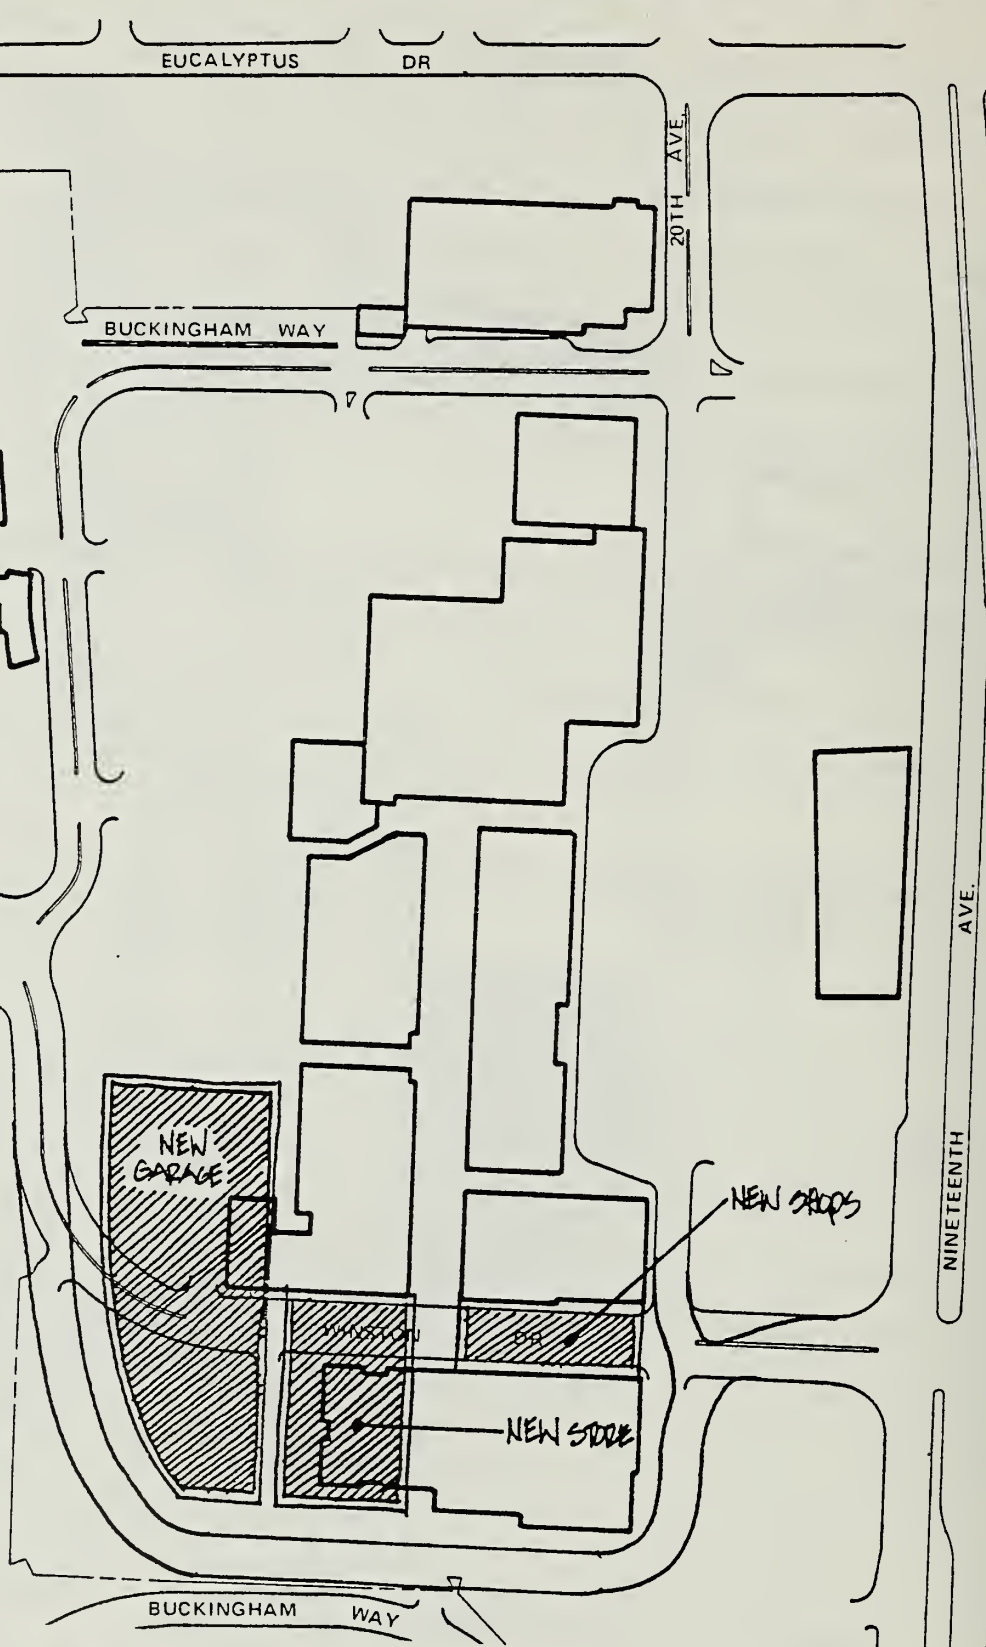 EUCALYPTUS DR
20TH AVE.
BUCKINGHAM WAY
AVE.
NINETEENTH
NEW
GARAGE
NEW SHOPS
WINSTON DR
NEW STORE
BUCKINGHAM WAY